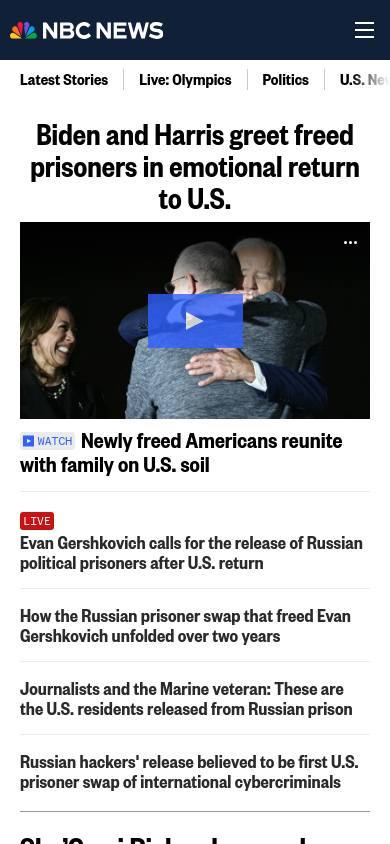 NBC NEWS
Latest Stories
Live: Olympics
Politics
U.S. News
Biden and Harris greet freed
prisoners in emotional return
to U.S.
WATCH Newly freed Americans reunite
with family on U.S. soil
LIVE
Evan Gershkovich calls for the release of Russian
political prisoners after U.S. return
How the Russian prisoner swap that freed Evan
Gershkovich unfolded over two years
Journalists and the Marine veteran: These are
the U.S. residents released from Russian prison
Russian hackers' release believed to be first U.S.
prisoner swap of international cybercriminals